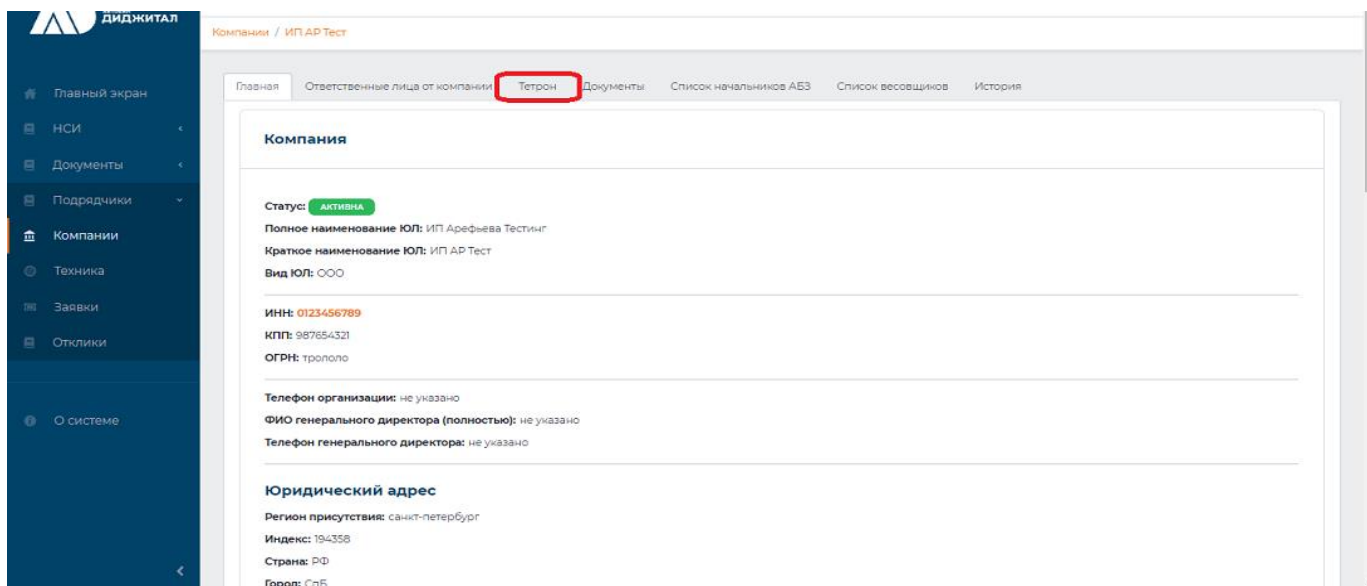 ДИДЖИТАЛ
Компании / ИП АР Тест
Главная Ответственные лица от компании Тетрон Документы Список начальников АБЗ Список весовщиков История
Главный экран
НСИ
Документы
Подрядчики
Компании
Техника
Заявки
Отклики
О системе
Компания
Статус: АКТИВНА
Полное наименование ЮЛ: ИП Арефьева Тестинг
Краткое наименование ЮЛ: ИП АР Тест
Вид ЮЛ: ООО
ИНН: 0123456789
КПП: 987654321
ОГРН: трололо
Телефон организации: не указано
ФИО генерального директора (полностью): не указано
Телефон генерального директора: не указано
Юридический адрес
Регион присутствия: санкт-петербург
Индекс: 194358
Страна: РФ
Город: СпБ